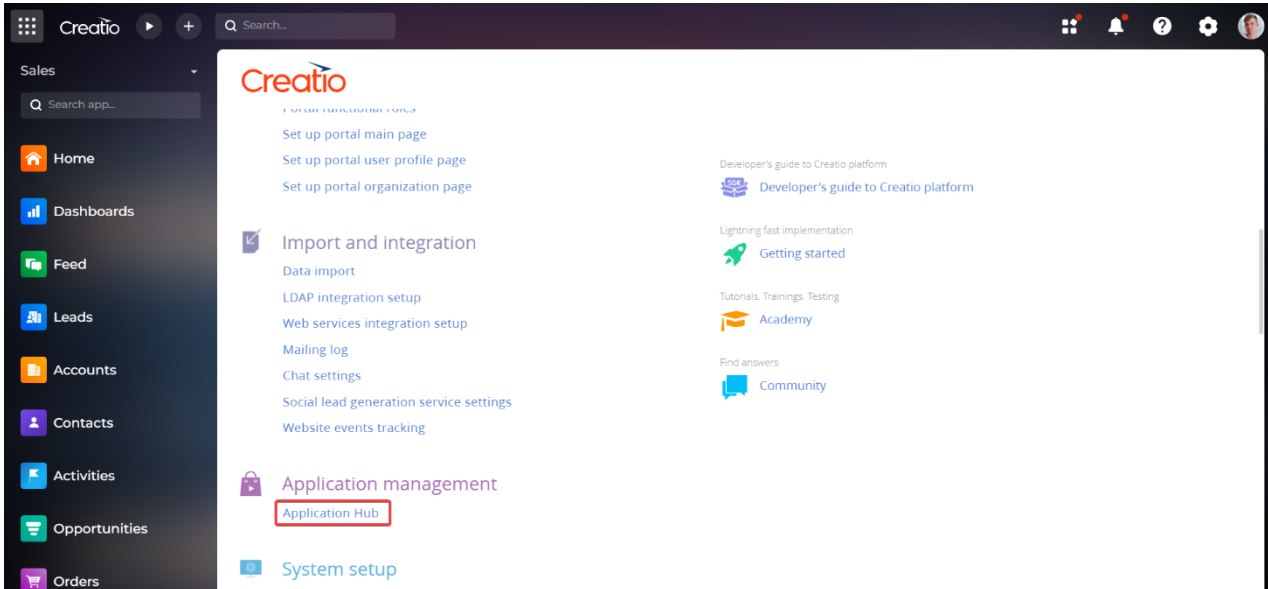 Creatio
Search...
Sales
Search app...
Home
Dashboards
Feed
Leads
Accounts
Contacts
Activities
Opportunities
Orders
Creatio
Portal functional roles
Set up portal main page
Set up portal user profile page
Set up portal organization page
Import and integration
Data import
LDAP integration setup
Web services integration setup
Mailing log
Chat settings
Social lead generation service settings
Website events tracking
Application management
Application Hub
System setup
Developer's guide to Creatio platform
SDK
Developer's guide to Creatio platform
Lightning fast implementation
Getting started
Tutorials. Trainings. Testing
Academy
Find answers
Community